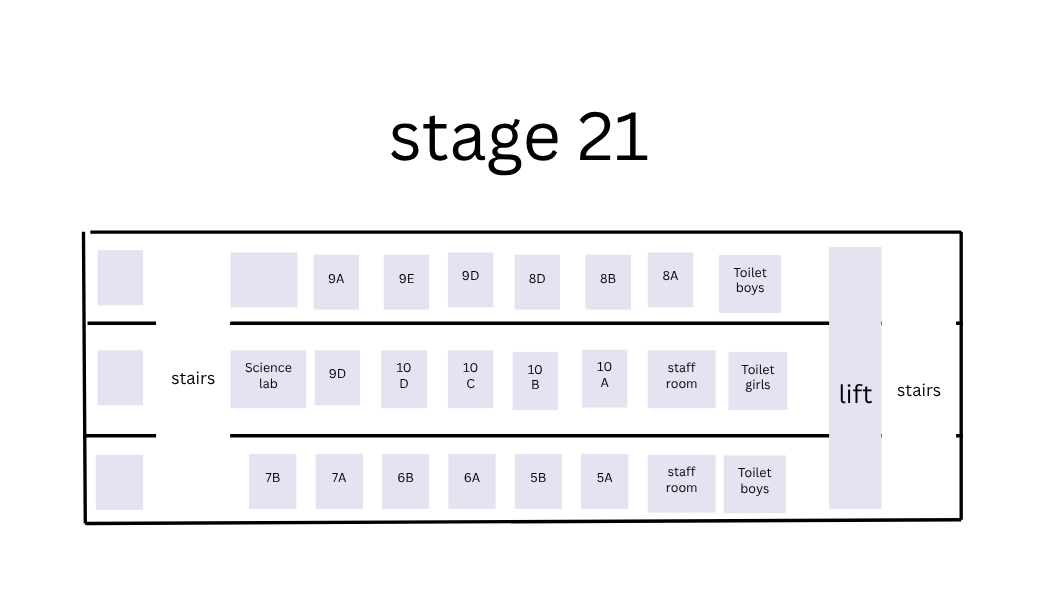 stage 21
9A
9E
9D
8D
8B
8A
Toilet
boys
stairs
Science
lab
9D
10
D
10
C
10
B
10
A
staff
room
Toilet
girls
lift
stairs
7B
7A
6B
6A
5B
5A
staff
room
Toilet
boys